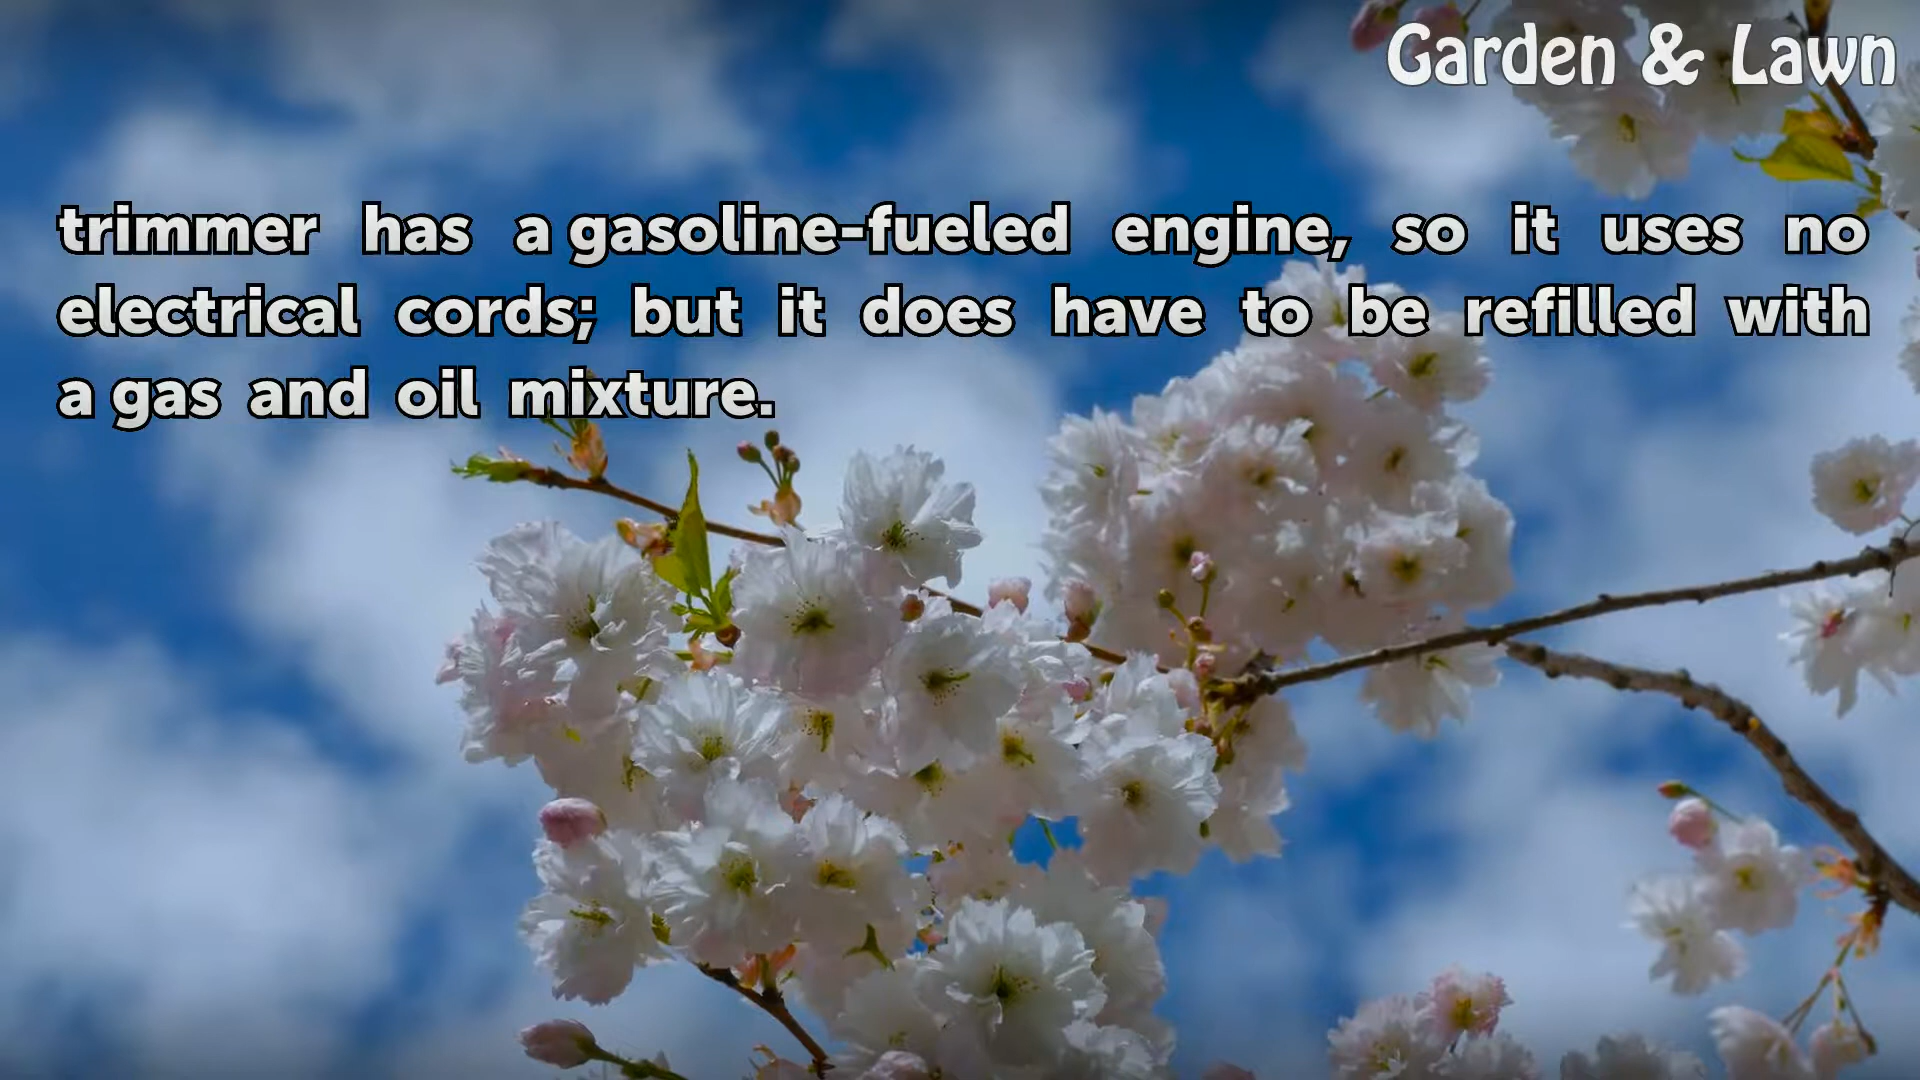 Garden & Lawn
trimmer has a gasoline-fueled engine, so it uses no
electrical cords; but it does have to be refilled with
a gas and oil mixture.